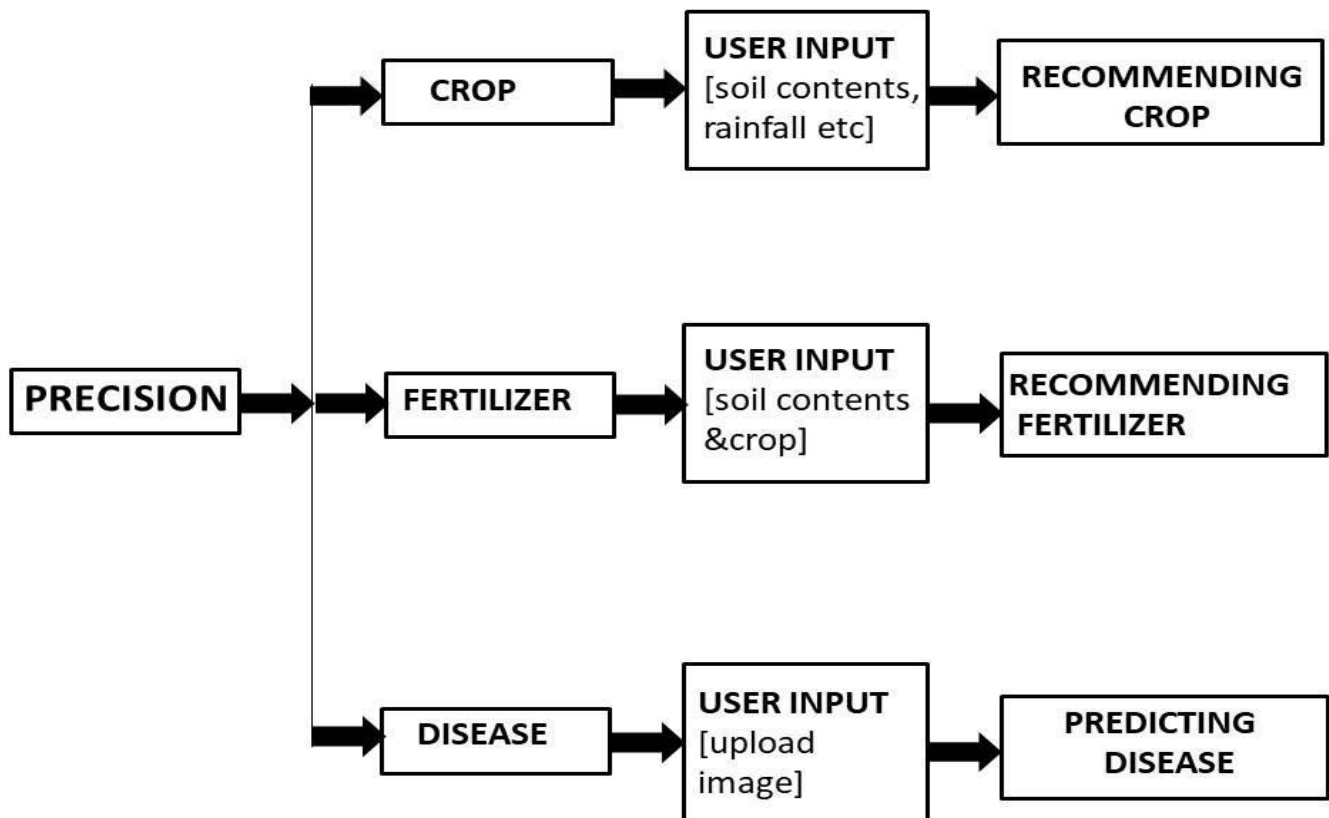 USER INPUT
[soil contents,
rainfall etc]
CROP
RECOMMENDING
CROP
PRECISION
FERTILIZER
USER INPUT
[soil contents
&crop]
RECOMMENDING
FERTILIZER
DISEASE
USER INPUT
[upload
image]
PREDICTING
DISEASE